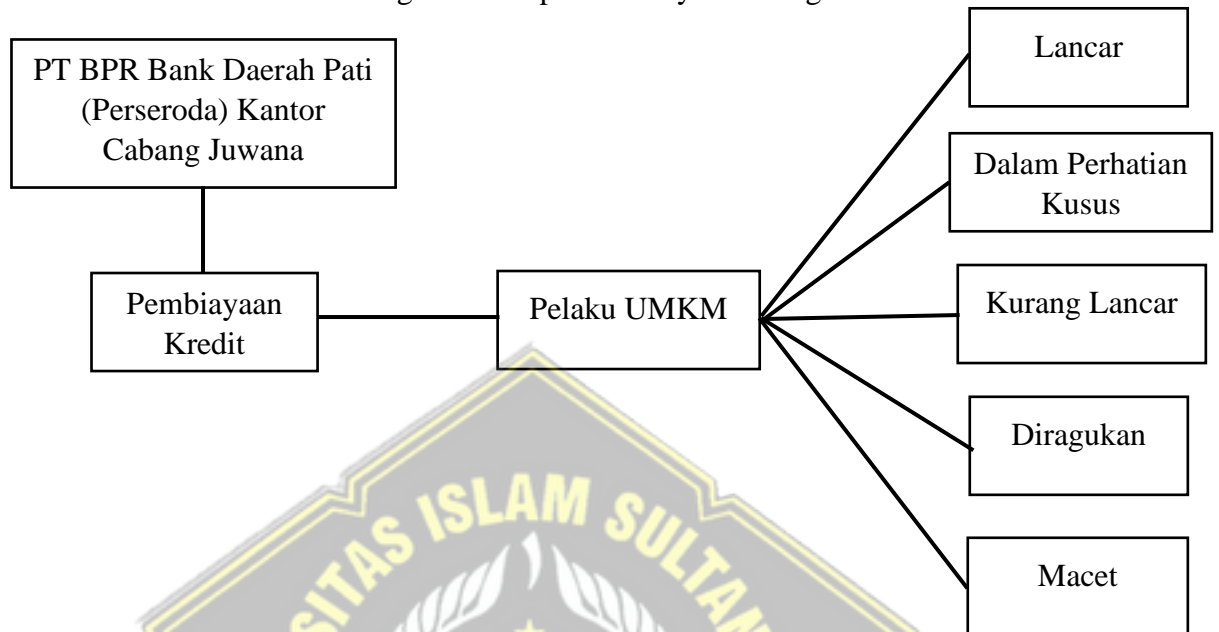 PT BPR Bank Daerah Pati
(Perseroda) Kantor
Cabang Juwana
Pembiayaan
Kredit
Pelaku UMKM
Lancar
Dalam Perhatian
Kusus
Kurang Lancar
Diragukan
Macet
ISLAM